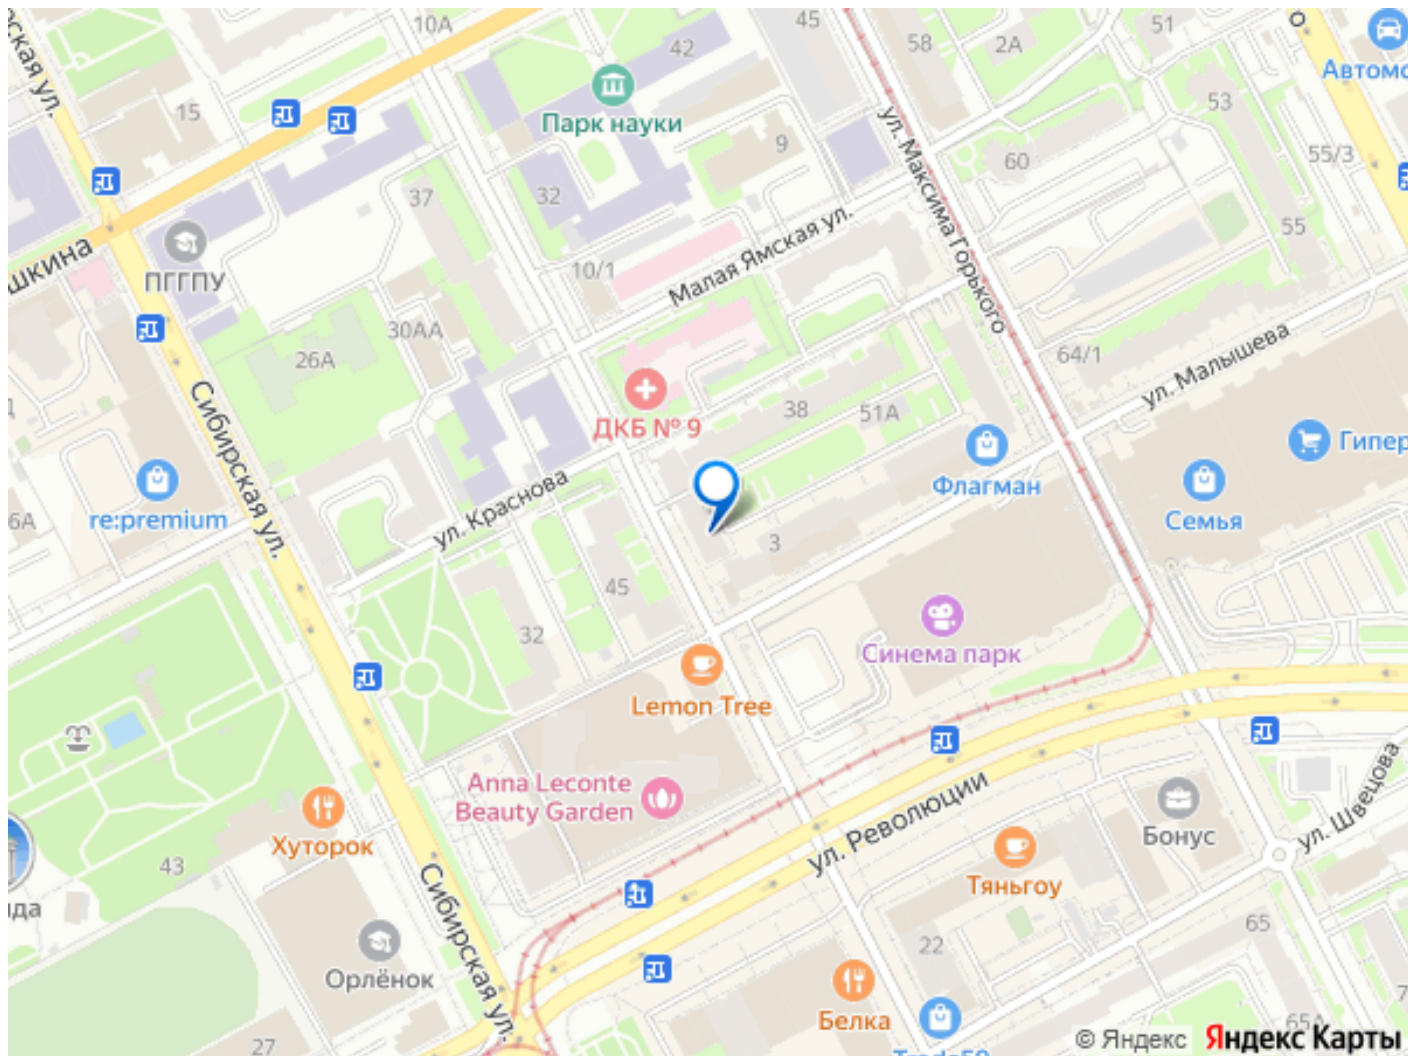 10А
45
58
2А
51
о
42
Автомо
53
15
Парк науки
9
60
55/3
ул. Максима Горького
37
32
55
ПГГПУ
10/1
Малая Ямская ул.
30АА
26А
64/1
ул. Малышева
Сибирская ул.
ДКБ № 9
38
51А
Флагман
Гипер
Семья
re:premium
6А
ул. Краснова
3
45
32
Синема парк
Lemon Tree
Anna Leconte
Beauty Garden
ул. Революции
ул. Швецова
Бонус
Хуторок
43
Тяньгоу
Сибирская ул.
да
65
22
Орлёнок
Белка
27
65А
7
© Яндекс Яндекс Карты